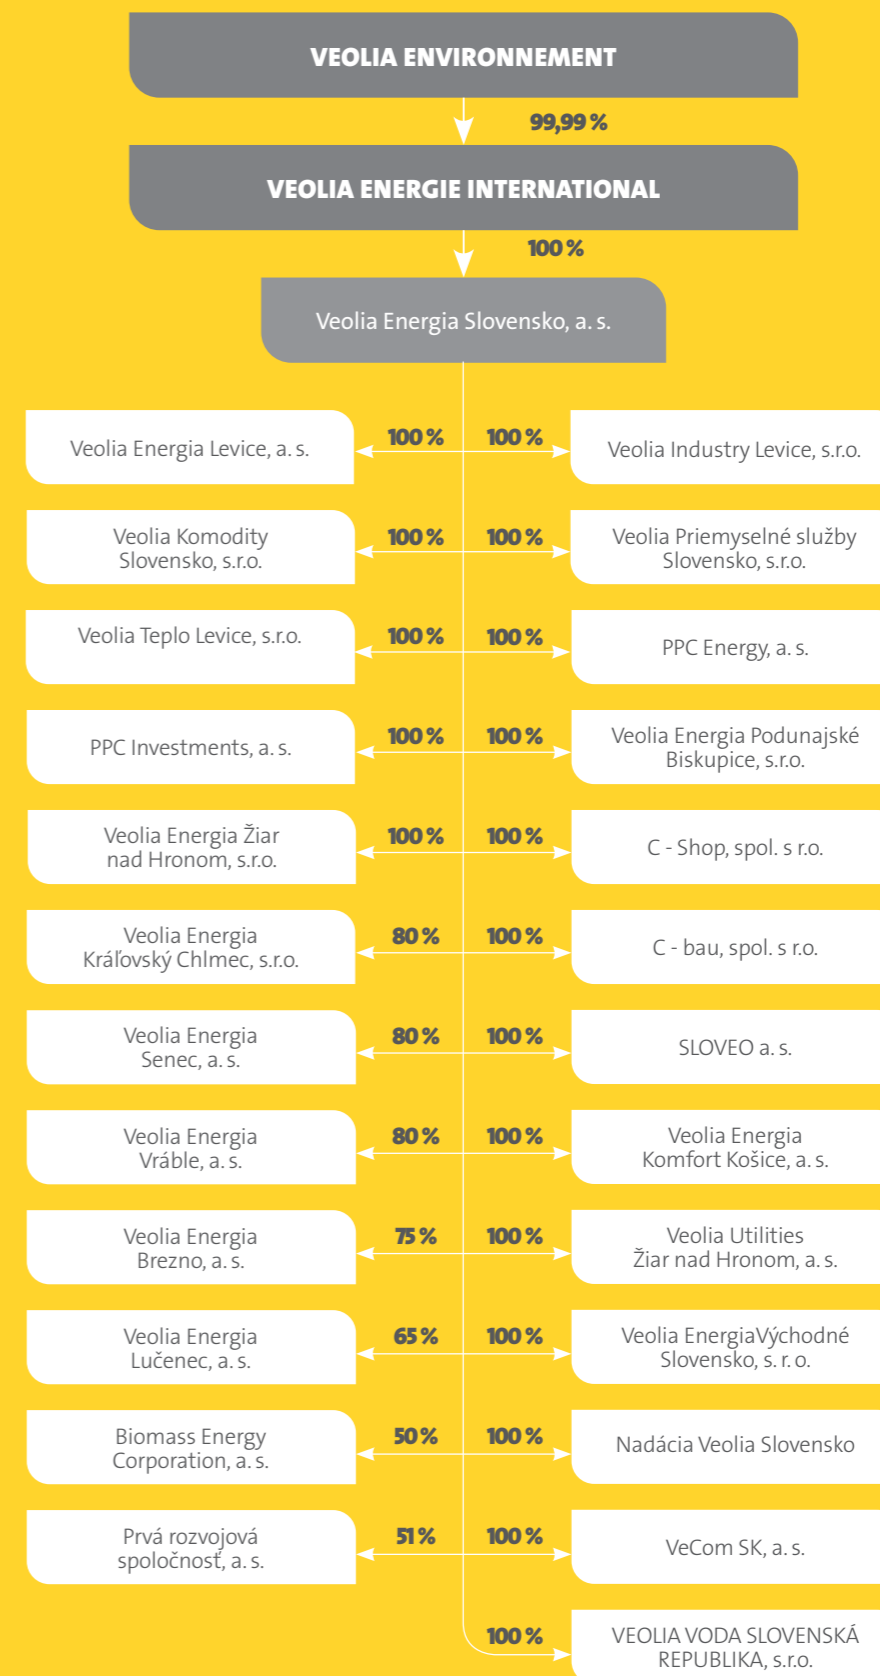 VEOLIA ENVIRONNEMENT
99,99 %
VEOLIA ENERGIE INTERNATIONAL
100 %
Veolia Energia Slovensko, a. s.
Veolia Energia Levice, a. s.
100 %
100 %
Veolia Industry Levice, s.r.o.
Veolia Komodity
Slovensko, s.r.o.
100 %
100 %
Veolia Priemyselné služby
Slovensko, s.r.o.
Veolia Teplo Levice, s.r.o.
100 %
100 %
PPC Energy, a. s.
PPC Investments, a. s.
100 %
100 %
Veolia Energia Podunajské
Biskupice, s.r.o.
Veolia Energia Žiar
nad Hronom, s.r.o.
100 %
100 %
C - Shop, spol. s r.o.
Veolia Energia
Kráľovský Chlmec, s.r.o.
80 %
100 %
C - bau, spol. s r.o.
Veolia Energia
Senec, a. s.
80 %
100 %
SLOVEO a. s.
Veolia Energia
Vráble, a. s.
80 %
100 %
Veolia Energia
Komfort Košice, a. s.
Veolia Energia
Brezno, a. s.
75 %
100 %
Veolia Utilities
Žiar nad Hronom, a. s.
Veolia Energia
Lučenec, a. s.
65 %
100 %
Veolia EnergiaVýchodné
Slovensko, s. r. o.
Biomass Energy
Corporation, a. s.
50 %
100 %
Nadácia Veolia Slovensko
Prvá rozvojová
spoločnosť, a. s.
51 %
100 %
VeCom SK, a. s.
100 %
VEOLIA VODA SLOVENSKÁ
REPUBLIKA, s.r.o.